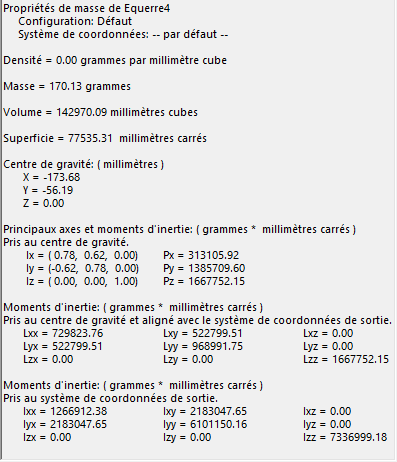 Propriétés de masse de Equerre4
Configuration: Défaut
Système de coordonnées: -- par défaut --
Densité = 0.00 grammes par millimètre cube
Masse = 170.13 grammes
Volume = 142970.09 millimètres cubes
Superficie = 77535.31 millimètres carrés
Centre de gravité: ( millimètres )
X = -173.68
Y = -56.19
Z = 0.00
Principaux axes et moments d'inertie: ( grammes * millimètres carrés )
Pris au centre de gravité.
Ix = ( 0.78, 0.62, 0.00) Px = 313105.92
Iy = (-0.62, 0.78, 0.00) Py = 1385709.60
Iz = ( 0.00, 0.00, 1.00) Pz = 1667752.15
Moments d'inertie: ( grammes * millimètres carrés )
Pris au centre de gravité et aligné avec le système de coordonnées de sortie.
Lxx = 729823.76 Lxy = 522799.51 Lxz = 0.00
Lyx = 522799.51 Lyy = 968991.75 Lyz = 0.00
Lzx = 0.00 Lzy = 0.00 Lzz = 1667752.15
Moments d'inertie: ( grammes * millimètres carrés )
Pris au système de coordonnées de sortie.
Ixx = 1266912.38 Ixy = 2183047.65 Ixz = 0.00
Iyx = 2183047.65 Iyy = 6101150.16 Iyz = 0.00
Izx = 0.00 Izy = 0.00 Izz = 7336999.18